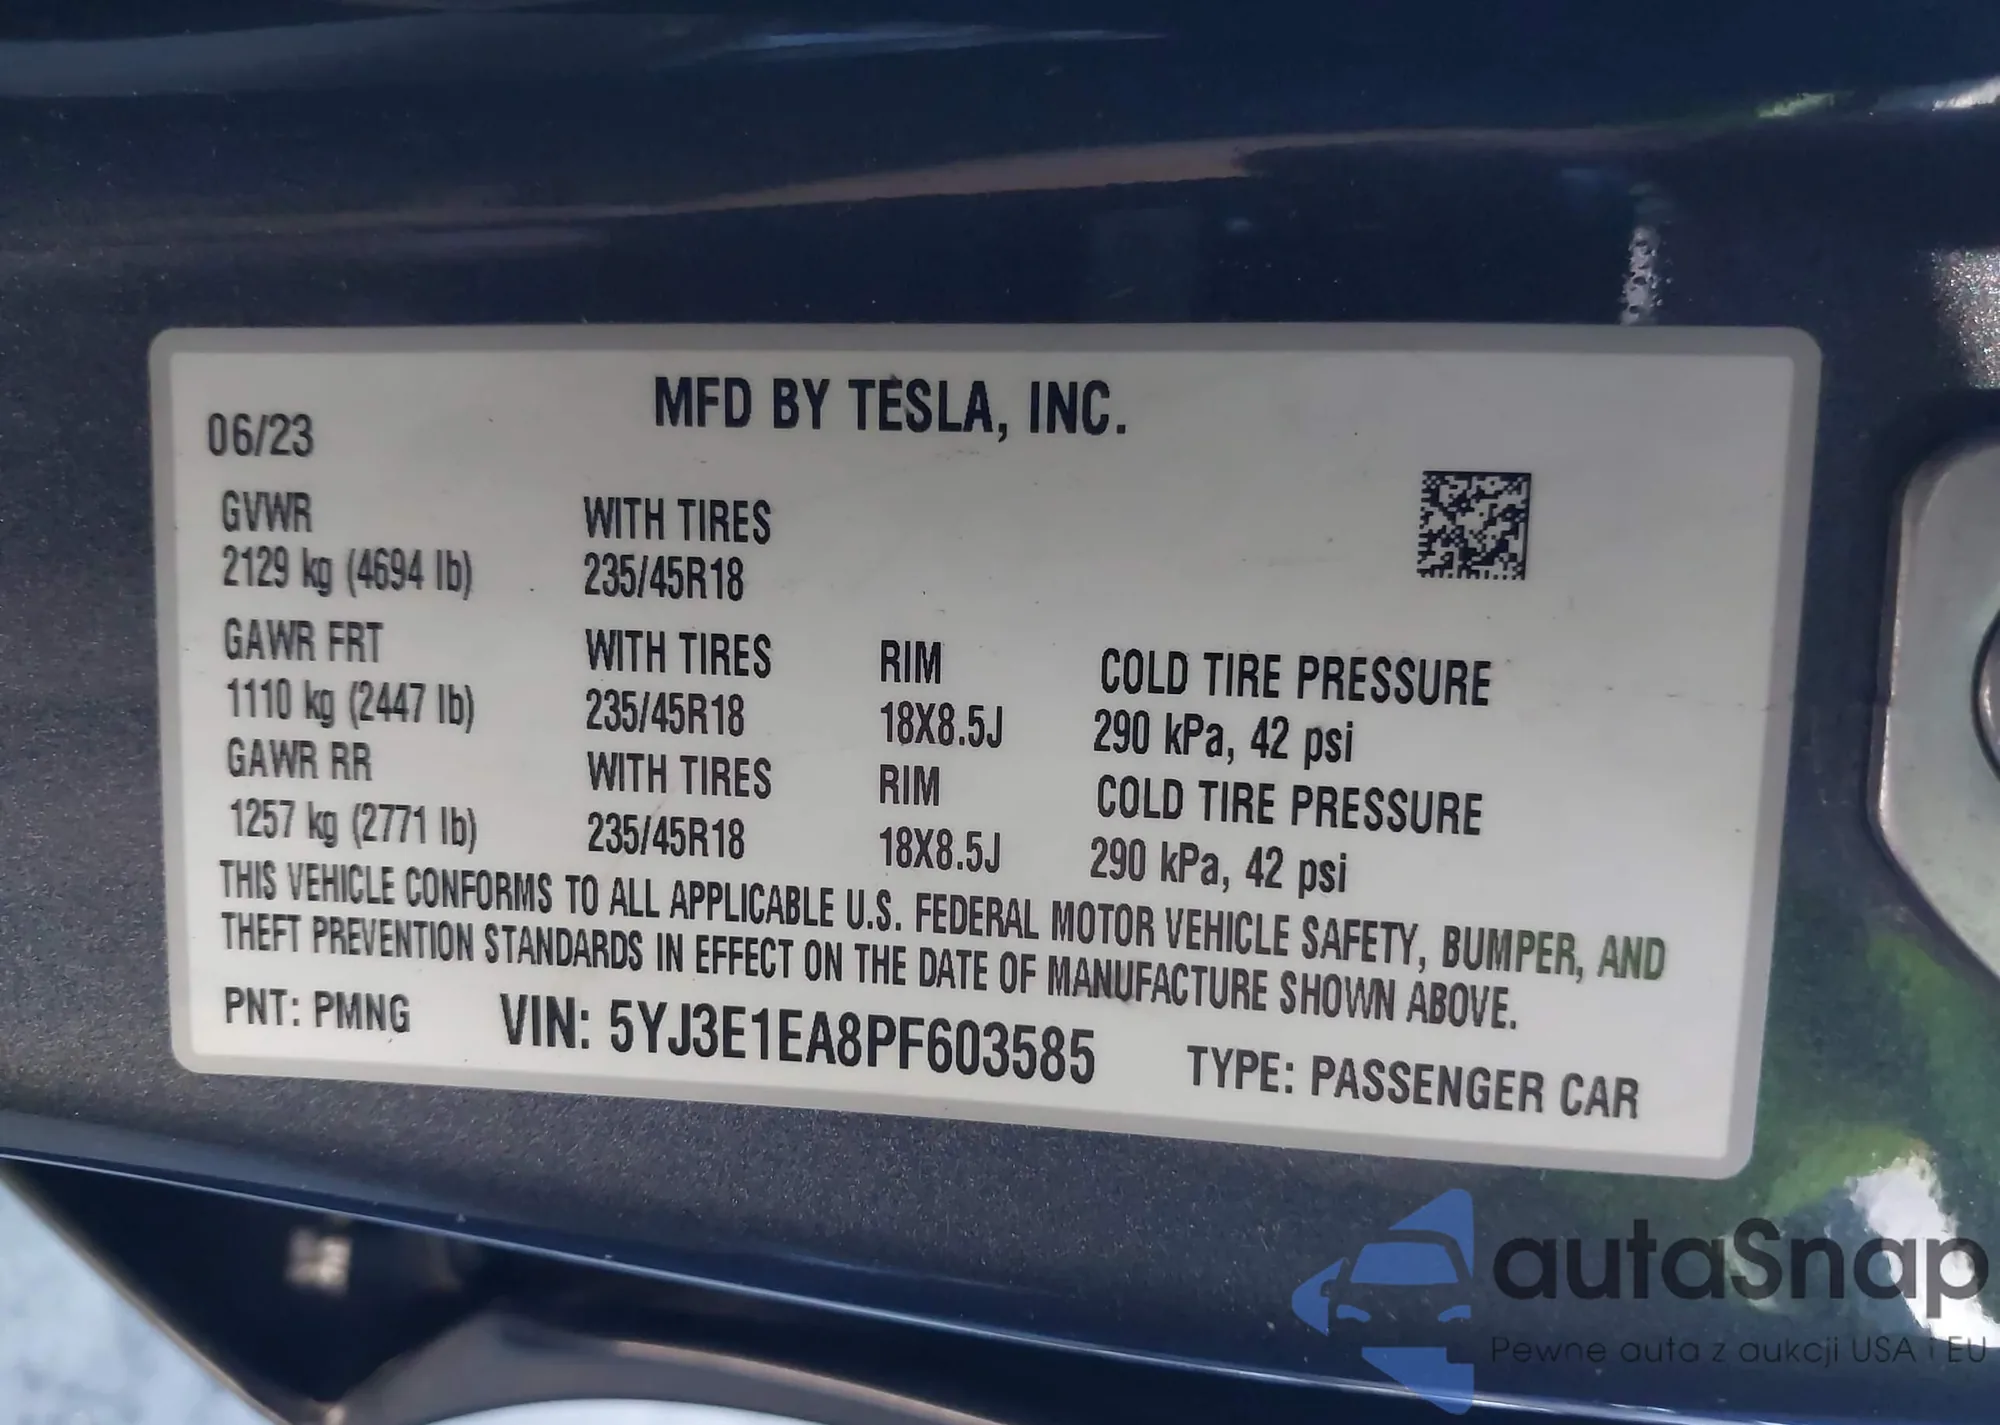 MFD BY TESLA, INC.
06/23
GVWR WITH TIRES
2129 kg (4694 lb) 235/45R18
GAWR FRT WITH TIRES RIM COLD TIRE PRESSURE
1110 kg (2447 lb) 235/45R18 18X8.5J 290 kPa, 42 psi
GAWR RR WITH TIRES RIM COLD TIRE PRESSURE
1257 kg (2771 lb) 235/45R18 18X8.5J 290 kPa, 42 psi
THIS VEHICLE CONFORMS TO ALL APPLICABLE U.S. FEDERAL MOTOR VEHICLE SAFETY, BUMPER, AND
THEFT PREVENTION STANDARDS IN EFFECT ON THE DATE OF MANUFACTURE SHOWN ABOVE.
PNT: PMNG VIN: 5YJ3E1EA8PF603585 TYPE: PASSENGER CAR
autaSnap
Pewne auta z aukcji USA i EU